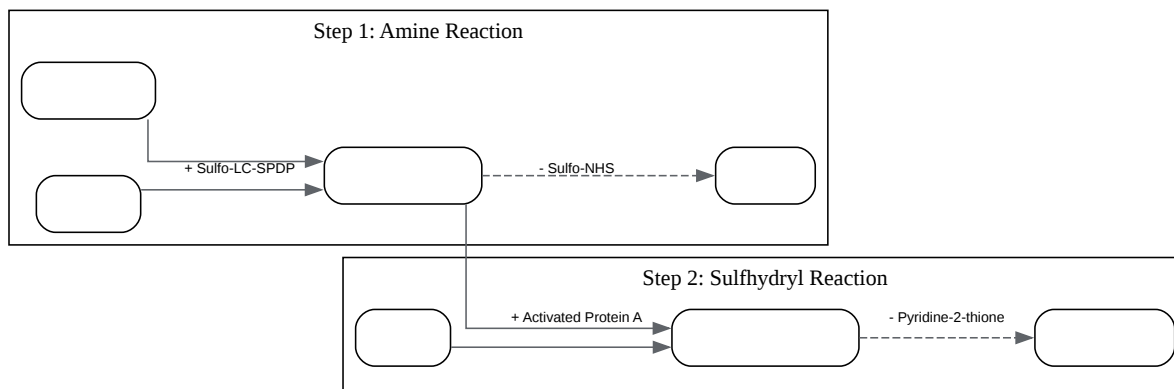 Step 1: Amine Reaction
+ Sulfo-LC-SPDP
- Sulfo-NHS
Step 2: Sulfhydryl Reaction
+ Activated Protein A
- Pyridine-2-thione